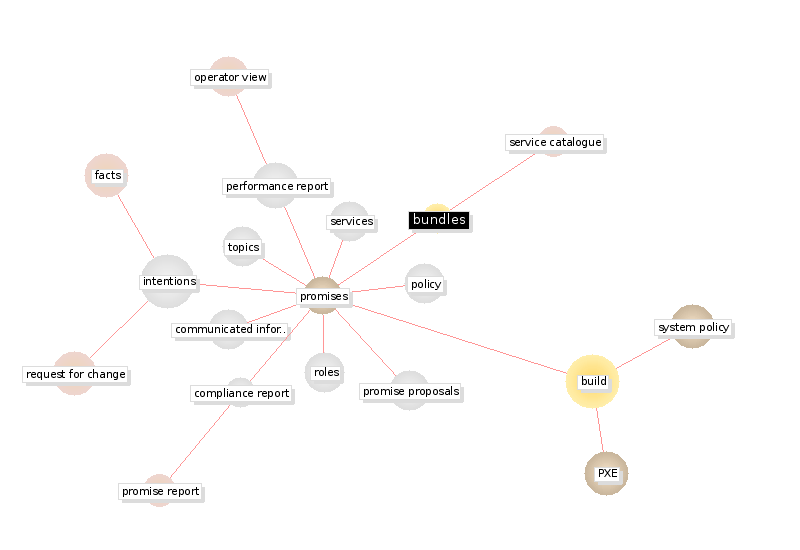 operator view
service catalogue
facts
performance report
services
bundles
topics
intentions
policy
promises
communicated infor..
system policy
request for change
roles
build
compliance report
promise proposals
PXE
promise report